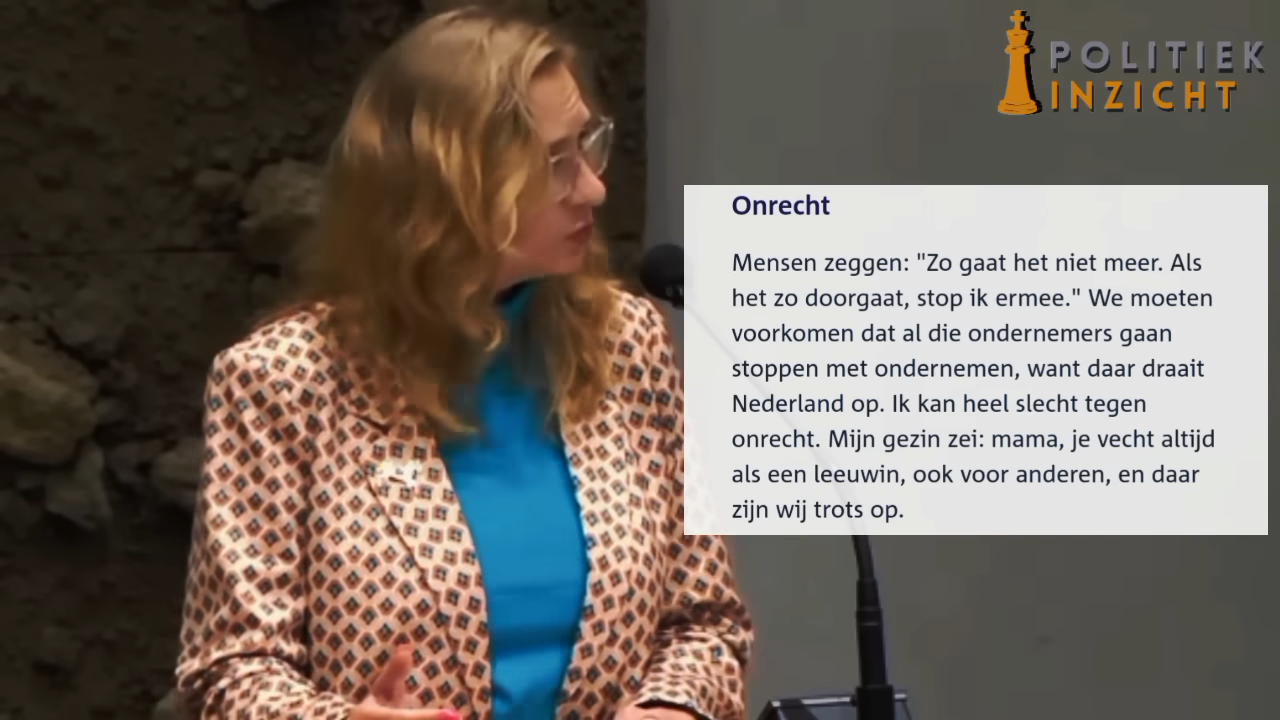 POLITIEK
INZICHT
Onrecht
Mensen zeggen: "Zo gaat het niet meer. Als
het zo doorgaat, stop ik ermee." We moeten
voorkomen dat al die ondernemers gaan
stoppen met ondernemen, want daar draait
Nederland op. Ik kan heel slecht tegen
onrecht. Mijn gezin zei: mama, je vecht altijd
als een leeuwin, ook voor anderen, en daar
zijn wij trots op.